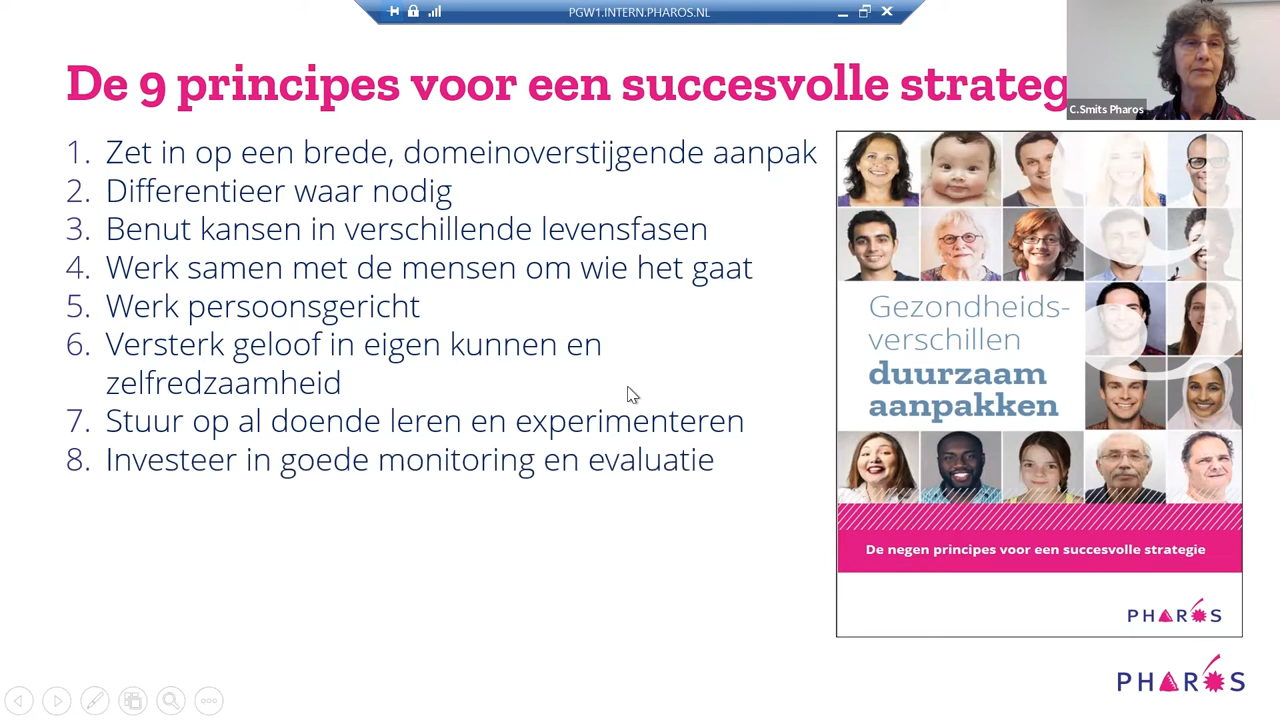 PGW1.INTERN.PHAROS.NL
De 9 principes voor een succesvolle strateg
C.Smits Pharos
1. Zet in op een brede, domeinoverstijgende aanpak
2. Differentieer waar nodig
3. Benut kansen in verschillende levensfasen
4. Werk samen met de mensen om wie het gaat
5. Werk persoonsgericht
6. Versterk geloof in eigen kunnen en
zelfredzaamheid
7. Stuur op al doende leren en experimenteren
8. Investeer in goede monitoring en evaluatie
9
Gezondheids-
verschillen
duurzaam
aanpakken
De negen principes voor een succesvolle strategie
PHAROS
PHAROS